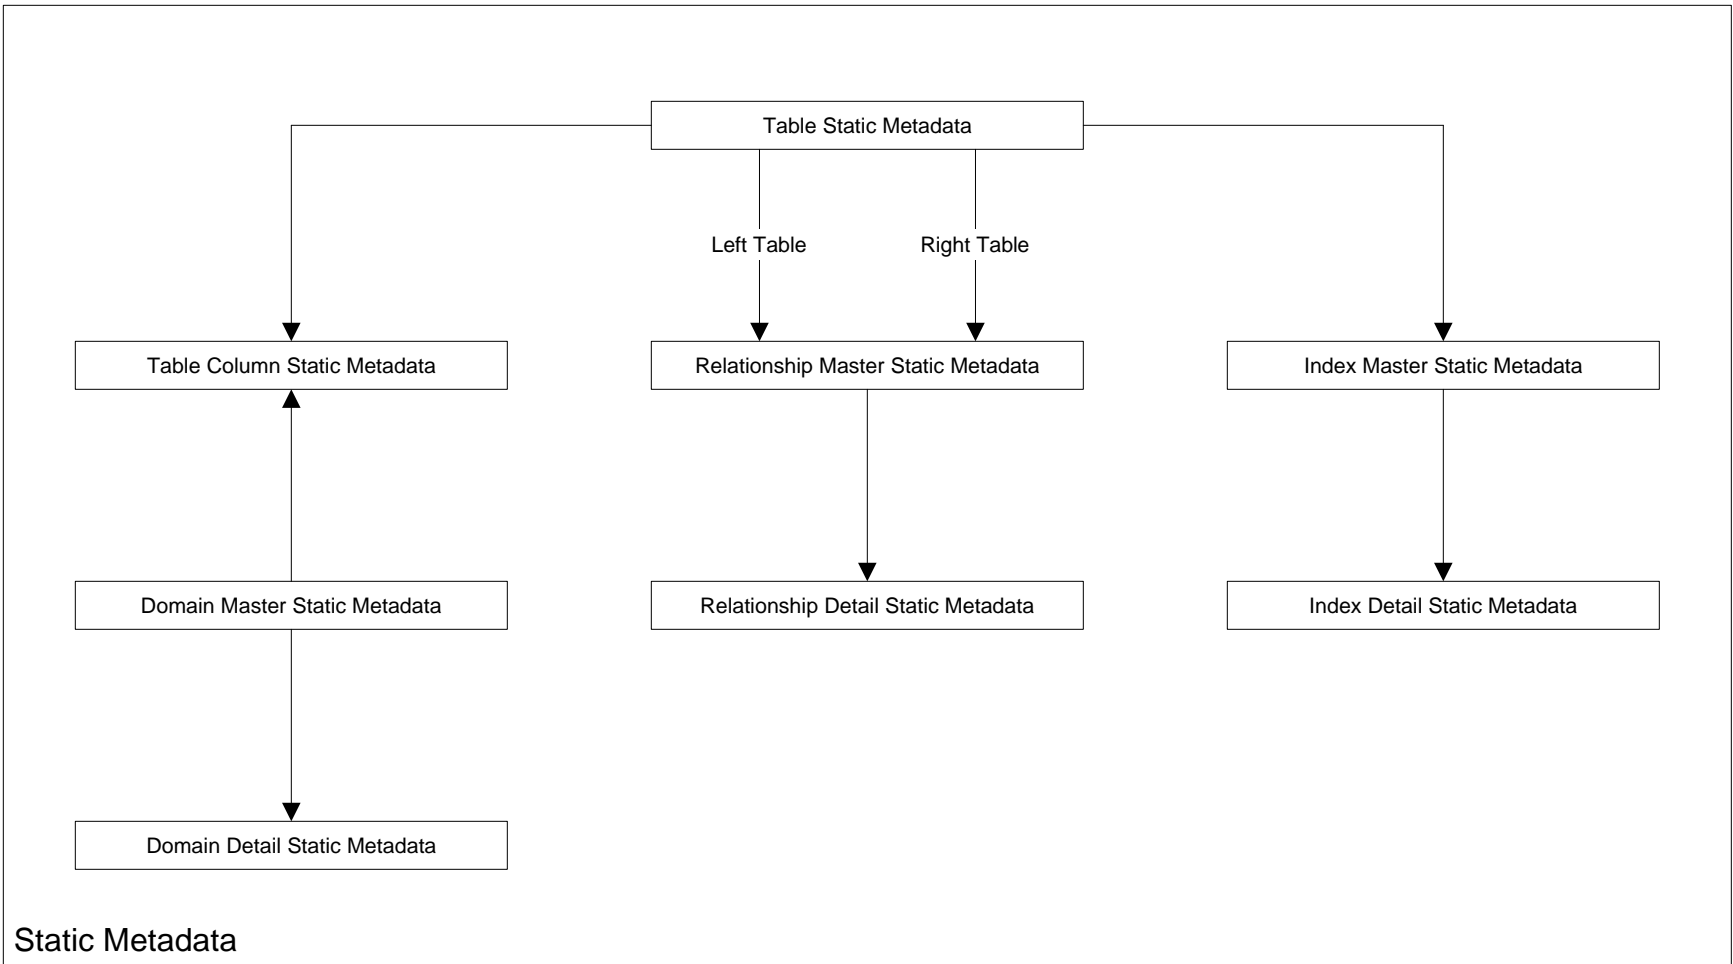 Table Static Metadata
Left Table
Right Table
Table Column Static Metadata
Relationship Master Static Metadata
Index Master Static Metadata
Domain Master Static Metadata
Relationship Detail Static Metadata
Index Detail Static Metadata
Domain Detail Static Metadata
Static Metadata